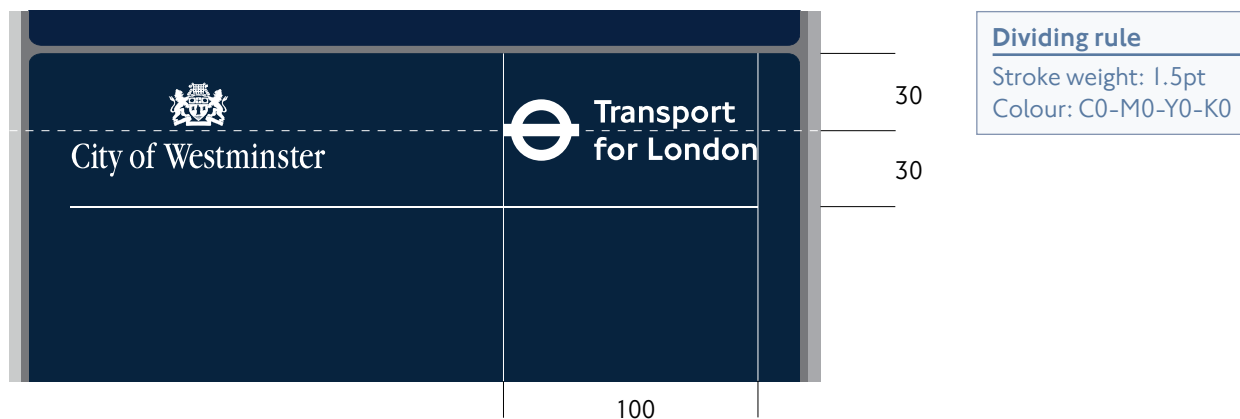 City of Westminster
Transport
for London
30
30
100
Dividing rule
Stroke weight: 1.5pt
Colour: C0-M0-Y0-K0